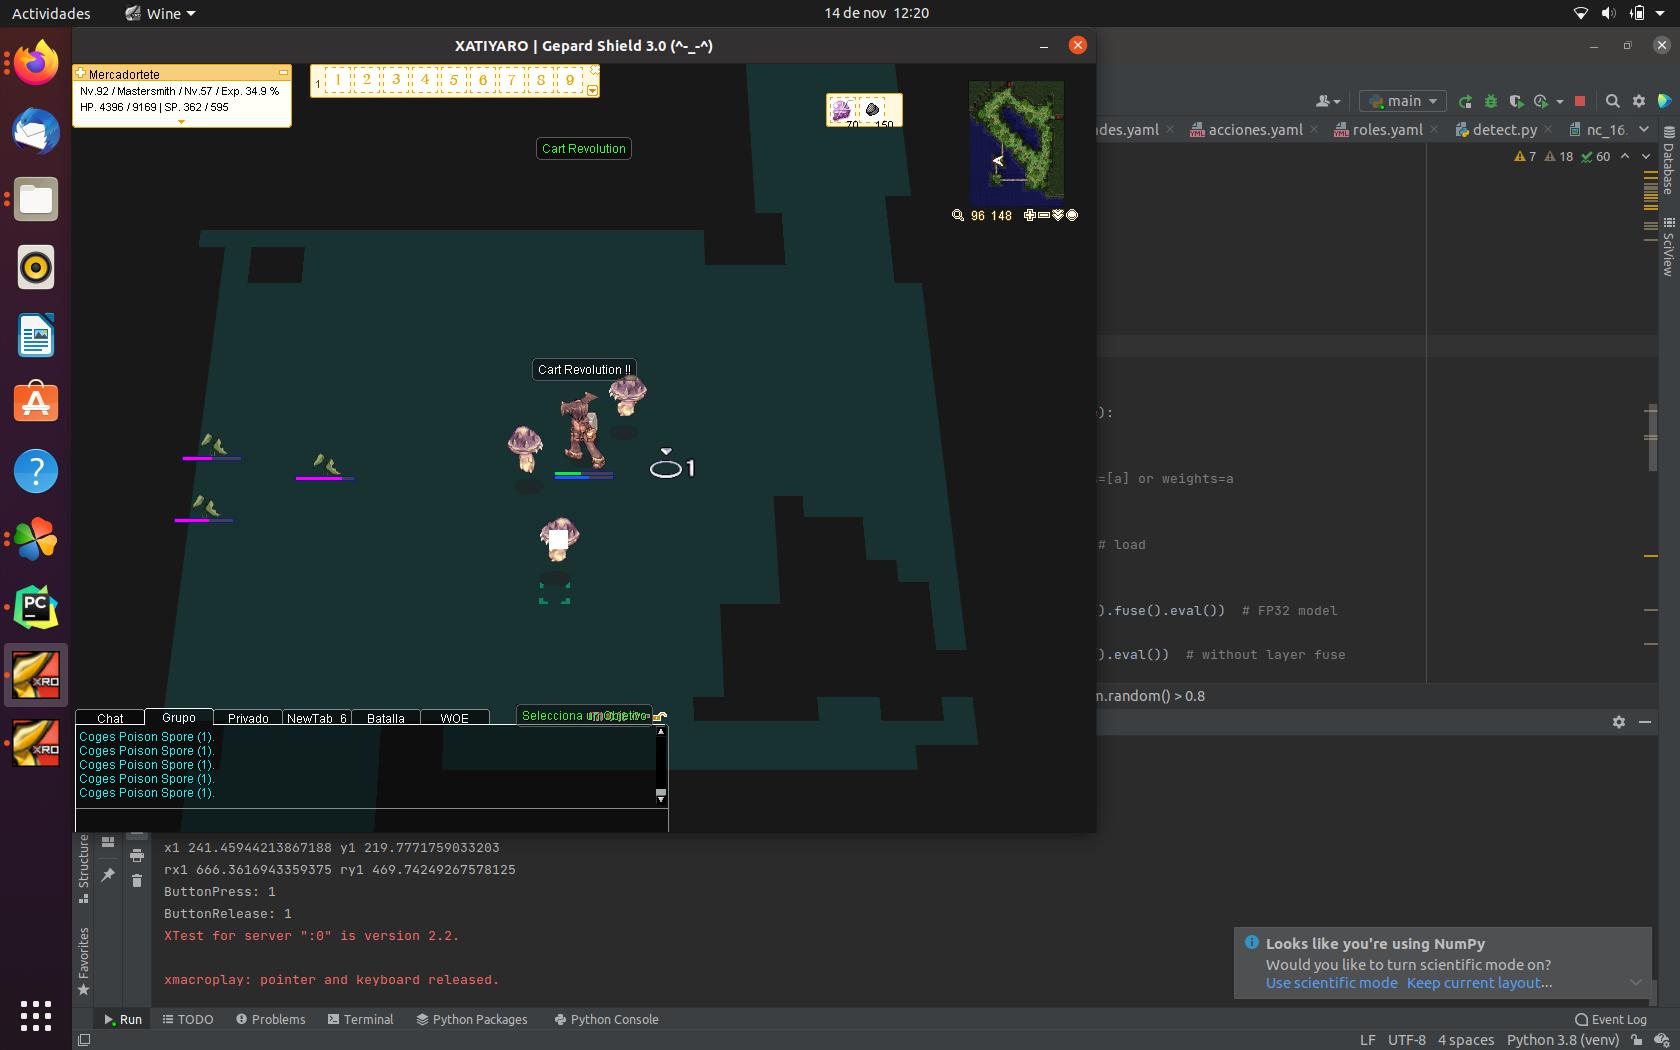 Actividades
Wine
14 de nov 12:20
XATIYARO | Gepard Shield 3.0 (^-_-^)
Mercadortete
Nv.92 / Mastersmith / Nv.57 / Exp. 34.9 %
HP. 4396 / 9169 | SP. 362 / 595
1 1 2 3 4 5 6 7 8 9
70 150
Cart Revolution
96 148
Cart Revolution !!
1
Chat Grupo Privado NewTab_6 Batalla WOE
Coges Poison Spore (1).
Coges Poison Spore (1).
Coges Poison Spore (1).
Coges Poison Spore (1).
Coges Poison Spore (1).
main
des.yaml acciones.yaml roles.yaml detect.py nc_16.
7 18 60
Database
SciView
):
=[a] or weights=a
# load
).fuse().eval()) # FP32 model
).eval()) # without layer fuse
m.random() > 0.8
XRO
XRO
PC
Structure
Favorites
x1 241.45944213867188 y1 219.7771759033203
rx1 666.3616943359375 ry1 469.74249267578125
ButtonPress: 1
ButtonRelease: 1
XTest for server ":0" is version 2.2.
xmacroplay: pointer and keyboard released.
Looks like you're using NumPy
Would you like to turn scientific mode on?
Use scientific mode Keep current layout...
Run TODO Problems Terminal Python Packages Python Console Event Log
LF UTF-8 4 spaces Python 3.8 (venv)